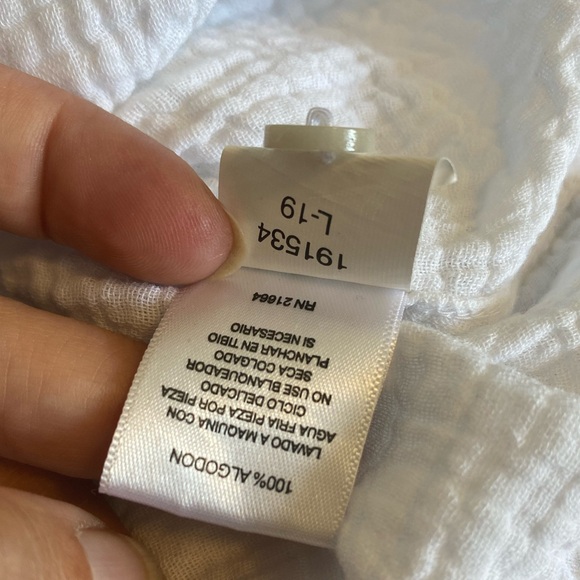 100% ALGODON
LAVADO A MAQUINA CON
AGUA FRIA PIEZA POR PIEZA
CICLO DELICADO
NO USE BLANQUEADOR
SECA COLGADO
PLANCHAR EN TIBIO
SI NECESARIO
RN 21664
191534
L-19